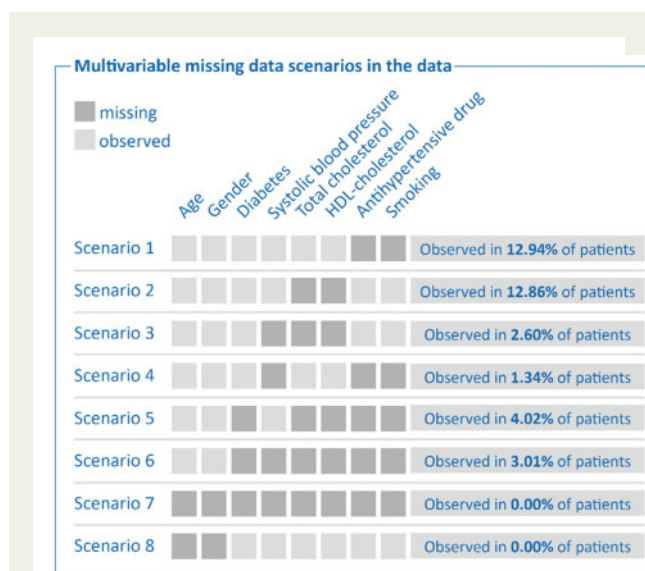 Multivariable missing data scenarios in the data
missing
observed
Age
Gender
Diabetes
Systolic blood pressure
Total cholesterol
HDL-cholesterol
Antihypertensive drug
Smoking
Scenario 1 Observed in 12.94% of patients
Scenario 2 Observed in 12.86% of patients
Scenario 3 Observed in 2.60% of patients
Scenario 4 Observed in 1.34% of patients
Scenario 5 Observed in 4.02% of patients
Scenario 6 Observed in 3.01% of patients
Scenario 7 Observed in 0.00% of patients
Scenario 8 Observed in 0.00% of patients